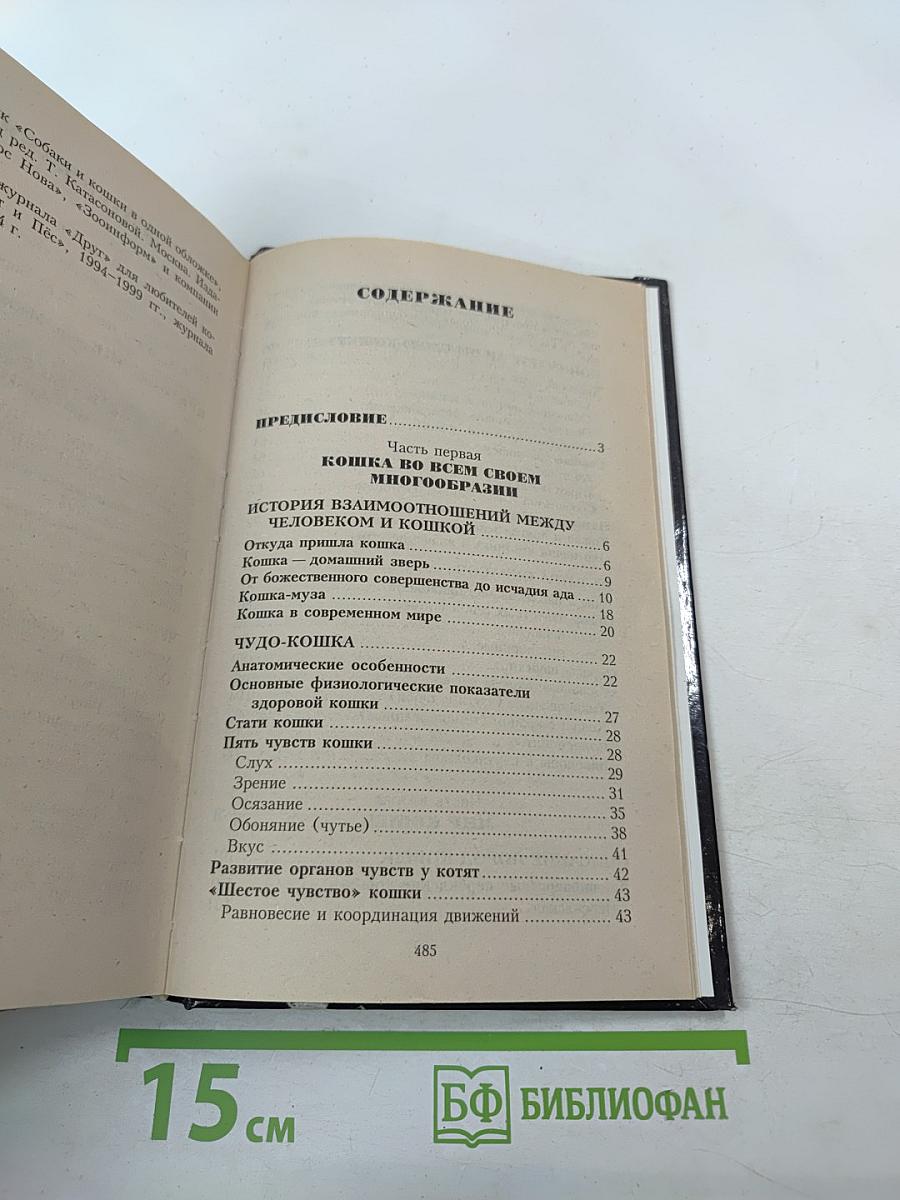 к «Собаки и кошки в одной обложке».
ред. Т. Катасоновой. Москва. Изда-
ос Нова», «Зооинформ» и компании
журнала «Друг» для любителей ко-
т и Пёс», 1994–1999 гг., журнала
4 г.
СОДЕРЖАНИЕ
ПРЕДИСЛОВИЕ 3
Часть первая
КОШКА ВО ВСЕМ СВОЕМ
МНОГООБРАЗИИ
ИСТОРИЯ ВЗАИМООТНОШЕНИЙ МЕЖДУ
ЧЕЛОВЕКОМ И КОШКОЙ 6
Откуда пришла кошка 6
Кошка — домашний зверь 9
От божественного совершенства до исчадия ада 10
Кошка-муза 18
Кошка в современном мире 20
ЧУДО-КОШКА 22
Анатомические особенности 22
Основные физиологические показатели
здоровой кошки 27
Стати кошки 28
Пять чувств кошки 28
Слух 29
Зрение 31
Осязание 35
Обоняние (чутье) 38
Вкус 41
Развитие органов чувств у котят 42
«Шестое чувство» кошки 43
Равновесие и координация движений 43
485
15 см
БФ БИБЛИОФАН